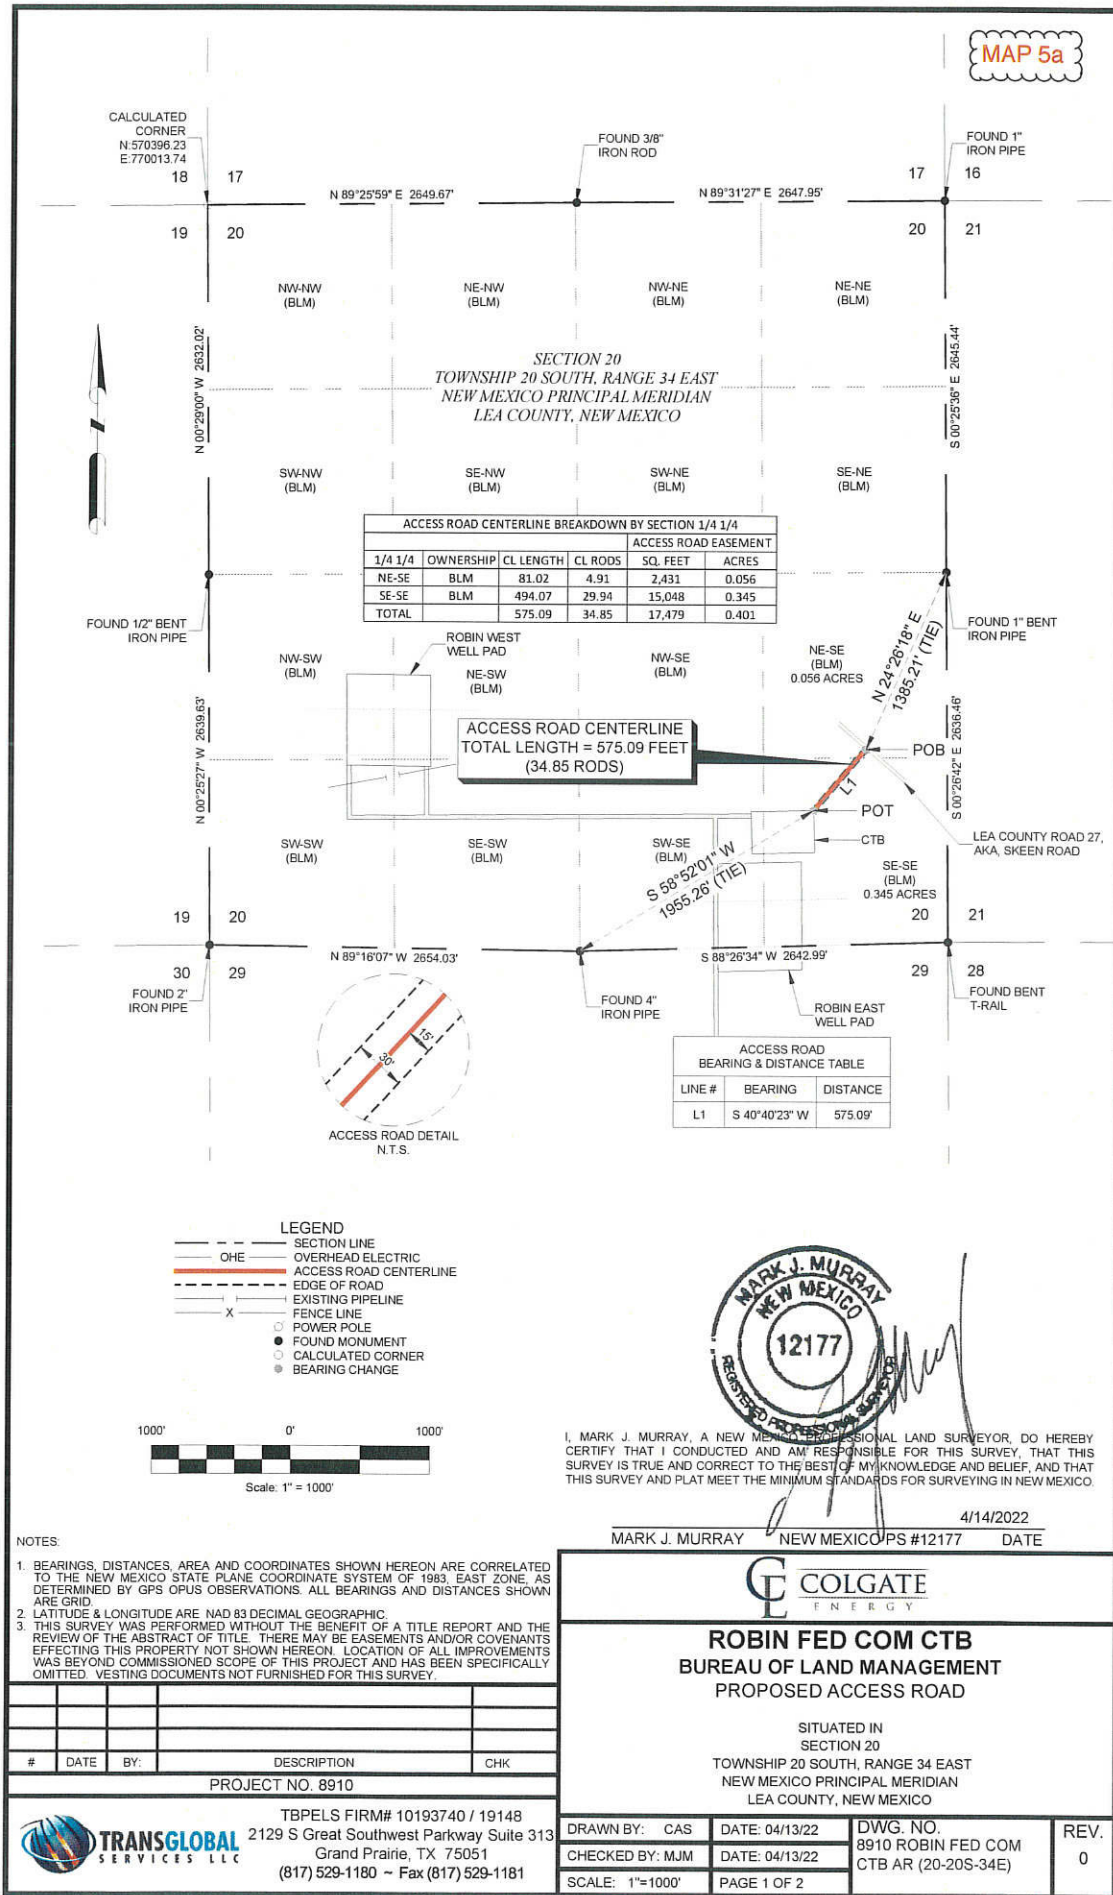 MAP 5a
CALCULATED
CORNER
N:570396.23
E:770013.74
FOUND 3/8"
IRON ROD
FOUND 1"
IRON PIPE
18 17
17 16
N 89°25'59" E 2649.67'
N 89°31'27" E 2647.95'
19 20
20 21
NW-NW
(BLM)
NE-NW
(BLM)
NW-NE
(BLM)
NE-NE
(BLM)
N 00°29'00" W 2632.02'
S 00°25'36" E 2645.44'
SECTION 20
TOWNSHIP 20 SOUTH, RANGE 34 EAST
NEW MEXICO PRINCIPAL MERIDIAN
LEA COUNTY, NEW MEXICO
SW-NW
(BLM)
SE-NW
(BLM)
SW-NE
(BLM)
SE-NE
(BLM)
ACCESS ROAD CENTERLINE BREAKDOWN BY SECTION 1/4 1/4
ACCESS ROAD EASEMENT
1/4 1/4 OWNERSHIP CL LENGTH CL RODS SQ. FEET ACRES
NE-SE BLM 81.02 4.91 2,431 0.056
SE-SE BLM 494.07 29.94 15,048 0.345
TOTAL 575.09 34.85 17,479 0.401
FOUND 1/2" BENT
IRON PIPE
FOUND 1" BENT
IRON PIPE
ROBIN WEST
WELL PAD
NW-SW
(BLM)
NE-SW
(BLM)
NW-SE
(BLM)
NE-SE
(BLM)
0.056 ACRES
N 24°26'18" E
1385.21' (TIE)
N 00°25'27" W 2639.63'
S 00°26'42" E 2636.46'
ACCESS ROAD CENTERLINE
TOTAL LENGTH = 575.09 FEET
(34.85 RODS)
POB
L1
POT
CTB
LEA COUNTY ROAD 27,
AKA, SKEEN ROAD
SW-SW
(BLM)
SE-SW
(BLM)
SW-SE
(BLM)
SE-SE
(BLM)
0.345 ACRES
S 58°52'01" W
1955.26' (TIE)
19 20
20 21
N 89°16'07" W 2654.03'
S 88°26'34" W 2642.99'
30 29
29 28
FOUND 2"
IRON PIPE
FOUND 4"
IRON PIPE
ROBIN EAST
WELL PAD
FOUND BENT
T-RAIL
15'
30'
ACCESS ROAD DETAIL
N.T.S.
ACCESS ROAD
BEARING & DISTANCE TABLE
LINE # BEARING DISTANCE
L1 S 40°40'23" W 575.09'
LEGEND
SECTION LINE
OHE OVERHEAD ELECTRIC
ACCESS ROAD CENTERLINE
EDGE OF ROAD
EXISTING PIPELINE
X FENCE LINE
POWER POLE
FOUND MONUMENT
CALCULATED CORNER
BEARING CHANGE
1000' 0' 1000'
Scale: 1" = 1000'
MARK J. MURRAY
NEW MEXICO
12177
REGISTERED PROFESSIONAL SURVEYOR
I, MARK J. MURRAY, A NEW MEXICO PROFESSIONAL LAND SURVEYOR, DO HEREBY
CERTIFY THAT I CONDUCTED AND AM RESPONSIBLE FOR THIS SURVEY, THAT THIS
SURVEY IS TRUE AND CORRECT TO THE BEST OF MY KNOWLEDGE AND BELIEF, AND THAT
THIS SURVEY AND PLAT MEET THE MINIMUM STANDARDS FOR SURVEYING IN NEW MEXICO.
4/14/2022
MARK J. MURRAY NEW MEXICO PS #12177 DATE
NOTES:
1. BEARINGS, DISTANCES, AREA AND COORDINATES SHOWN HEREON ARE CORRELATED
TO THE NEW MEXICO STATE PLANE COORDINATE SYSTEM OF 1983, EAST ZONE, AS
DETERMINED BY GPS OPUS OBSERVATIONS. ALL BEARINGS AND DISTANCES SHOWN
ARE GRID.
2. LATITUDE & LONGITUDE ARE NAD 83 DECIMAL GEOGRAPHIC.
3. THIS SURVEY WAS PERFORMED WITHOUT THE BENEFIT OF A TITLE REPORT AND THE
REVIEW OF THE ABSTRACT OF TITLE. THERE MAY BE EASEMENTS AND/OR COVENANTS
EFFECTING THIS PROPERTY NOT SHOWN HEREON. LOCATION OF ALL IMPROVEMENTS
WAS BEYOND COMMISSIONED SCOPE OF THIS PROJECT AND HAS BEEN SPECIFICALLY
OMITTED. VESTING DOCUMENTS NOT FURNISHED FOR THIS SURVEY.
# DATE BY: DESCRIPTION CHK
PROJECT NO. 8910
TRANSGLOBAL
SERVICES LLC
TBPELS FIRM# 10193740 / 19148
2129 S Great Southwest Parkway Suite 313
Grand Prairie, TX 75051
(817) 529-1180 ~ Fax (817) 529-1181
CE COLGATE
ENERGY
ROBIN FED COM CTB
BUREAU OF LAND MANAGEMENT
PROPOSED ACCESS ROAD
SITUATED IN
SECTION 20
TOWNSHIP 20 SOUTH, RANGE 34 EAST
NEW MEXICO PRINCIPAL MERIDIAN
LEA COUNTY, NEW MEXICO
DRAWN BY: CAS DATE: 04/13/22
CHECKED BY: MJM DATE: 04/13/22
SCALE: 1"=1000' PAGE 1 OF 2
DWG. NO.
8910 ROBIN FED COM
CTB AR (20-20S-34E)
REV.
0